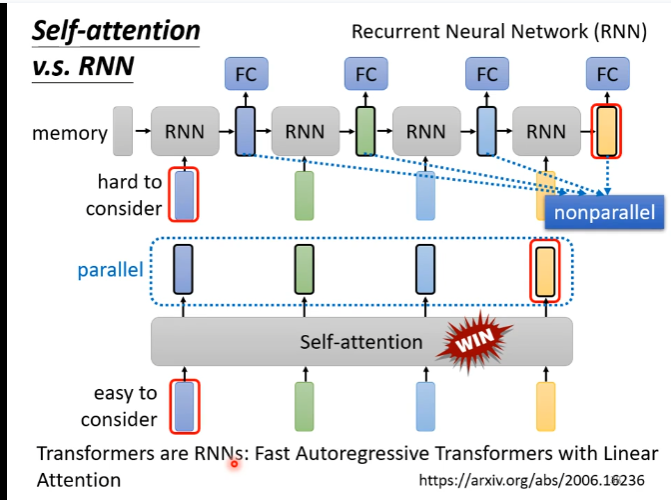 Self-attention
v.s. RNN
Recurrent Neural Network (RNN)
FC
FC
FC
FC
memory
RNN
RNN
RNN
RNN
hard to
consider
nonparallel
parallel
Self-attention
WIN
easy to
consider
Transformers are RNNs: Fast Autoregressive Transformers with Linear
Attention
https://arxiv.org/abs/2006.16236